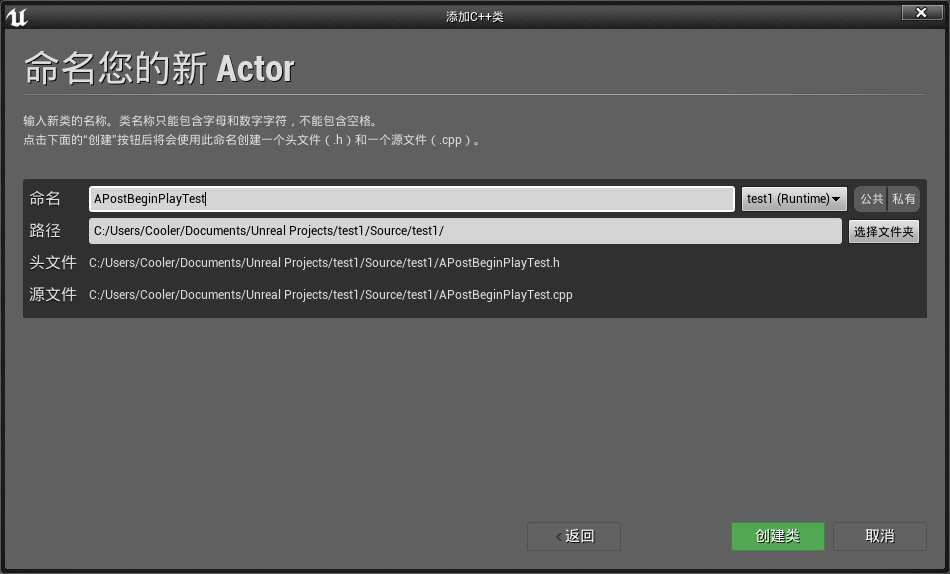 添加C++类
命名您的新 Actor
输入新类的名称。类名称只能包含字母和数字字符，不能包含空格。
点击下面的“创建”按钮后将会使用此命名创建一个头文件（.h）和一个源文件（.cpp）。
命名 APostBeginPlayTest test1 (Runtime) 公共 私有
路径 C:/Users/Cooler/Documents/Unreal Projects/test1/Source/test1/ 选择文件夹
头文件 C:/Users/Cooler/Documents/Unreal Projects/test1/Source/test1/APostBeginPlayTest.h
源文件 C:/Users/Cooler/Documents/Unreal Projects/test1/Source/test1/APostBeginPlayTest.cpp
返回 创建类 取消